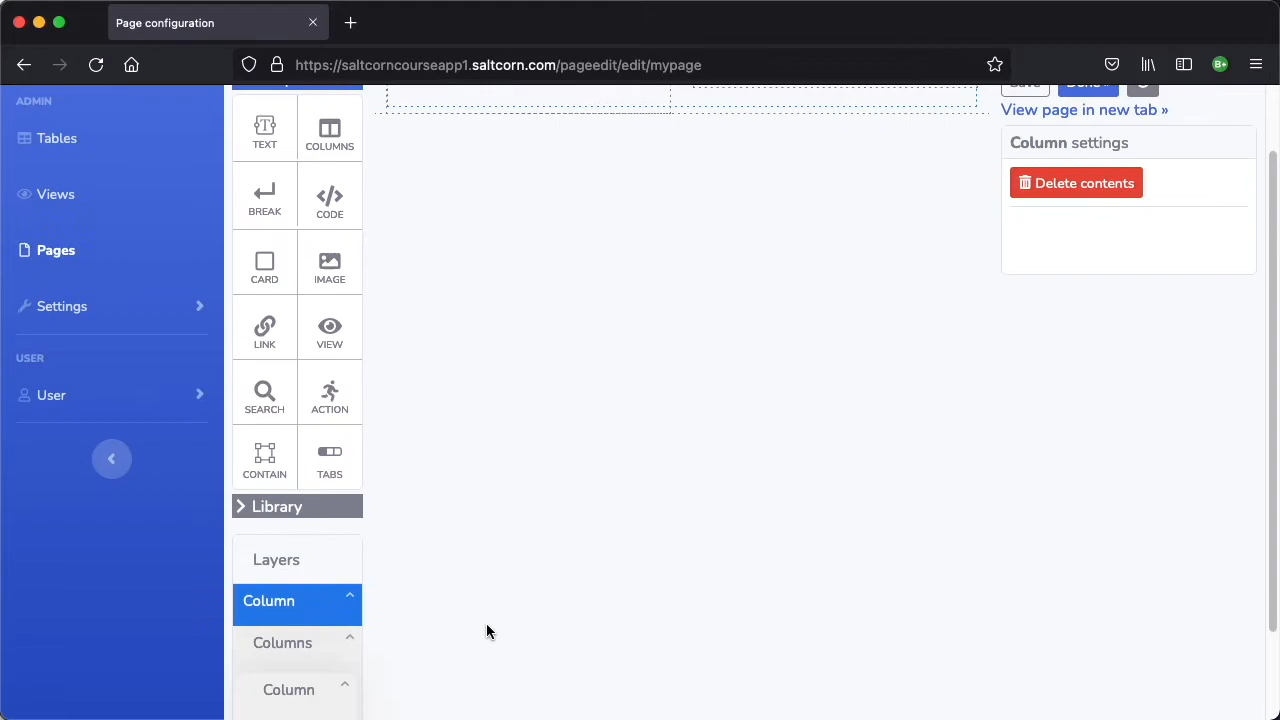 Page configuration
https://saltcorncourseapp1.saltcorn.com/pageedit/edit/mypage
B+
ADMIN
Tables
Views
Pages
Settings
USER
User
TEXT
COLUMNS
BREAK
CODE
CARD
IMAGE
LINK
VIEW
SEARCH
ACTION
CONTAIN
TABS
Library
Layers
Column
Columns
Column
View page in new tab »
Column settings
Delete contents